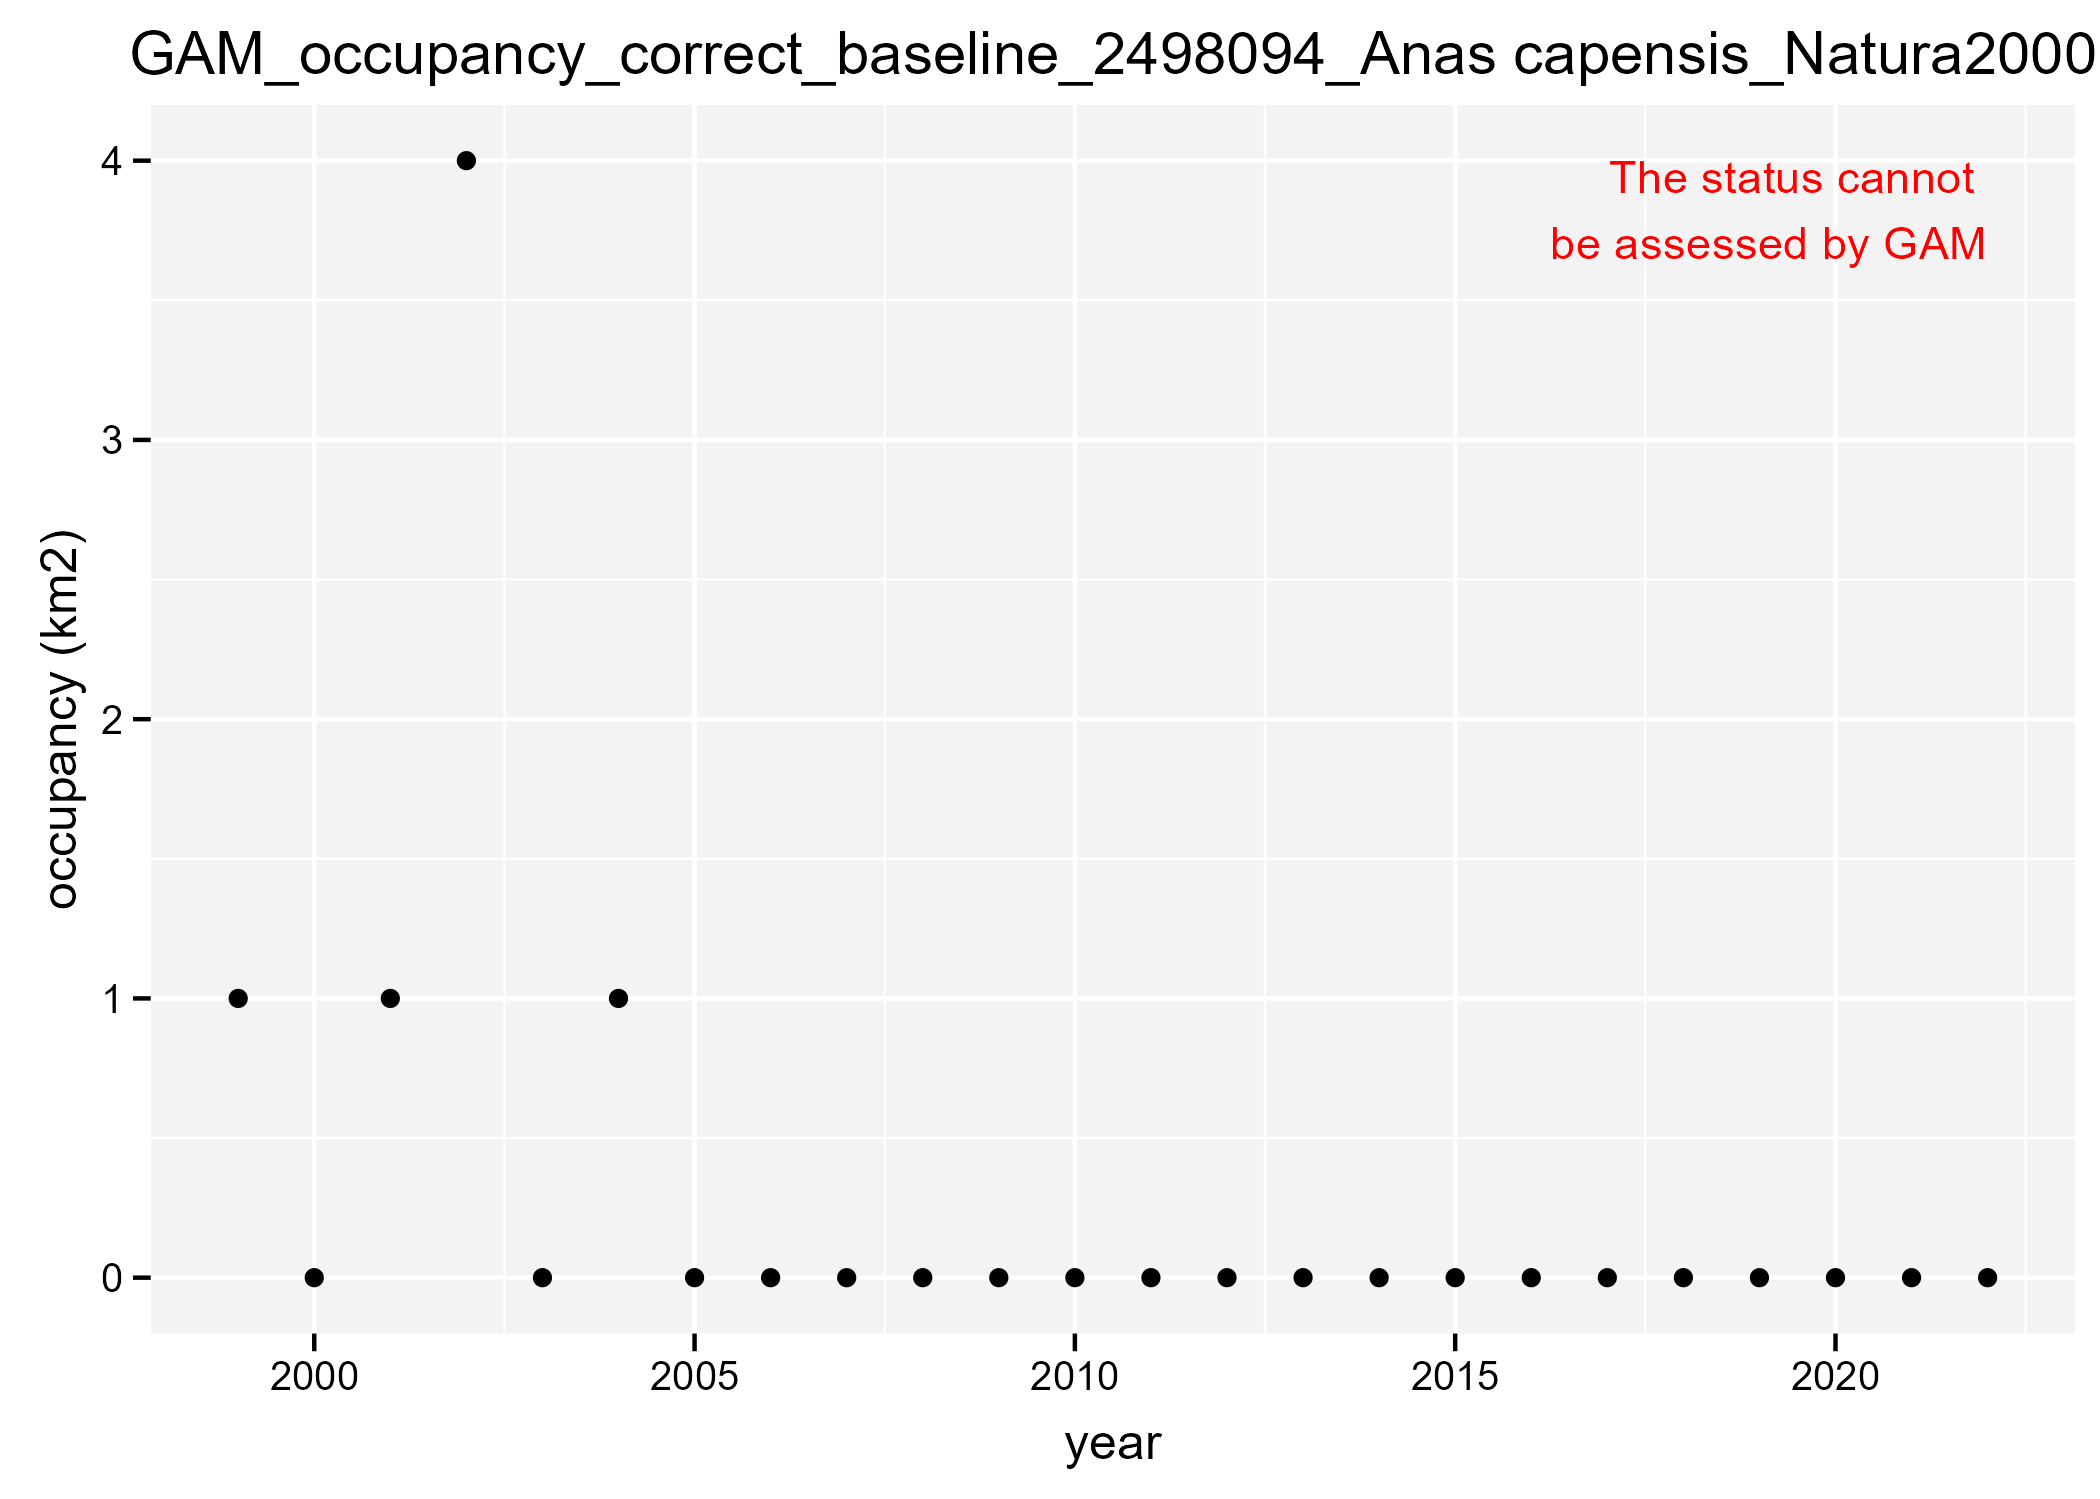 GAM_occupancy_correct_baseline_2498094_Anas capensis_Natura2000
The status cannot
be assessed by GAM
4
3
2
1
0
occupancy (km2)
2000 2005 2010 2015 2020
year